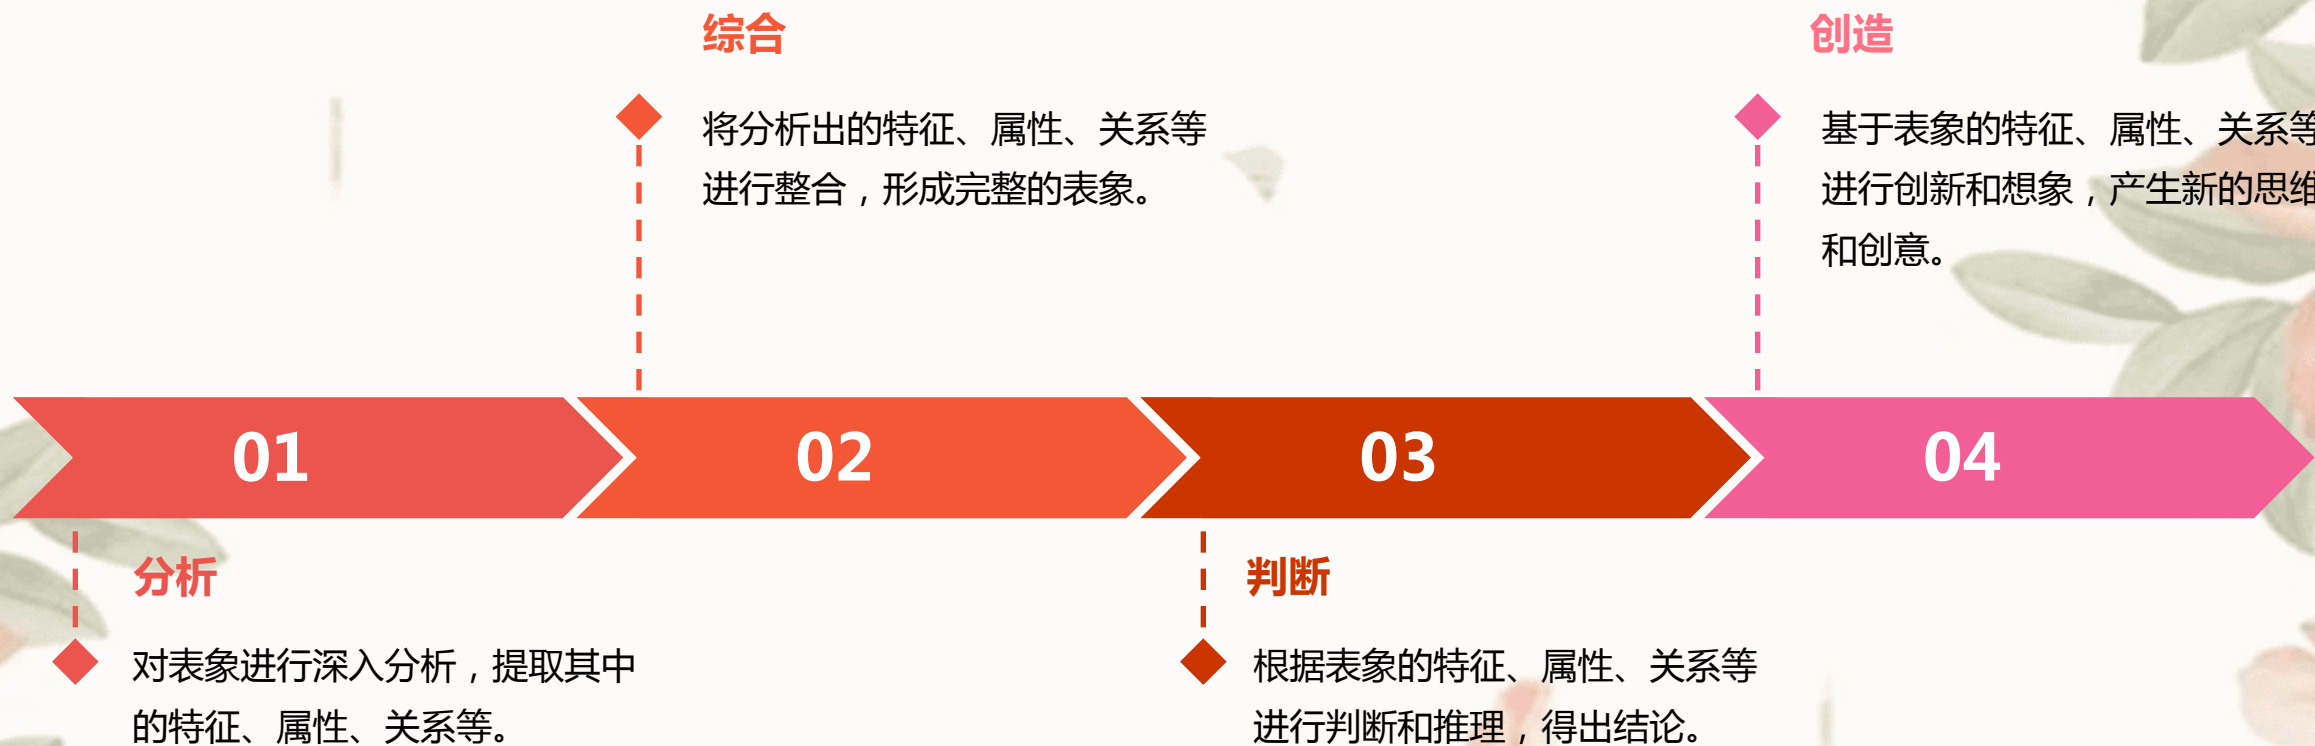 综合
将分析出的特征、属性、关系等
进行整合，形成完整的表象。
创造
基于表象的特征、属性、关系等
进行创新和想象，产生新的思维
和创意。
01
02
03
04
分析
对表象进行深入分析，提取其中
的特征、属性、关系等。
判断
根据表象的特征、属性、关系等
进行判断和推理，得出结论。